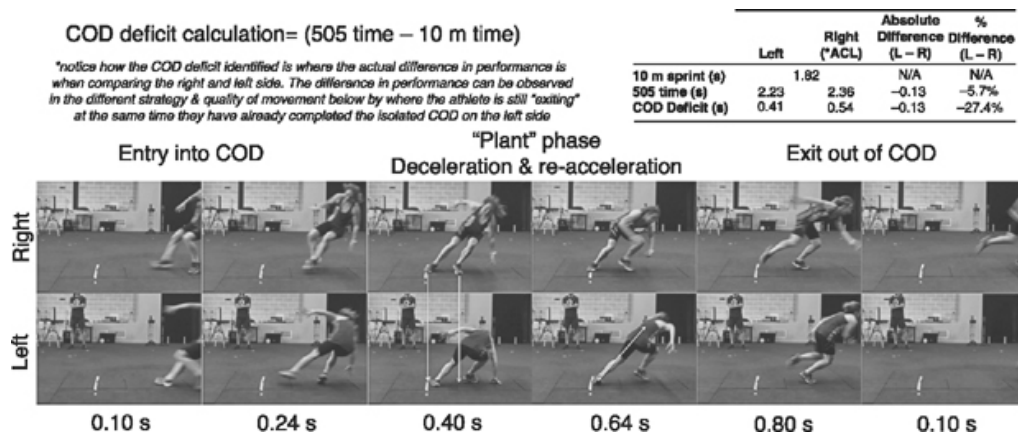 COD deficit calculation= (505 time – 10 m time)
*notice how the COD deficit identified is where the actual difference in performance is
when comparing the right and left side. The difference in performance can be observed
in the different strategy & quality of movement below by where the athlete is still "exiting"
at the same time they have already completed the isolated COD on the left side
Left Right (*ACL) Absolute Difference (L – R) % Difference (L – R)
10 m sprint (s) 1.82 N/A N/A
505 time (s) 2.23 2.36 –0.13 –5.7%
COD Deficit (s) 0.41 0.54 –0.13 –27.4%
Entry into COD
"Plant" phase
Deceleration & re-acceleration
Exit out of COD
Right
Left
0.10 s 0.24 s 0.40 s 0.64 s 0.80 s 0.10 s